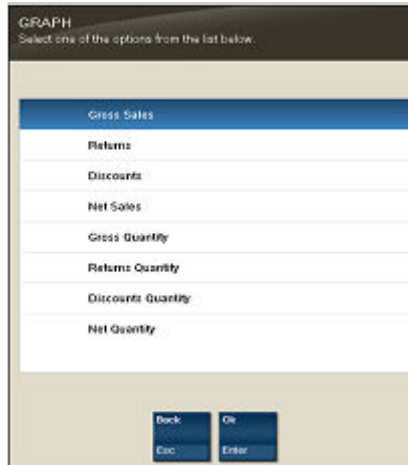 GRAPH
Select one of the options from the list below.
Gross Sales
Returns
Discounts
Net Sales
Gross Quantity
Returns Quantity
Discounts Quantity
Net Quantity
Back Ok
Esc Enter